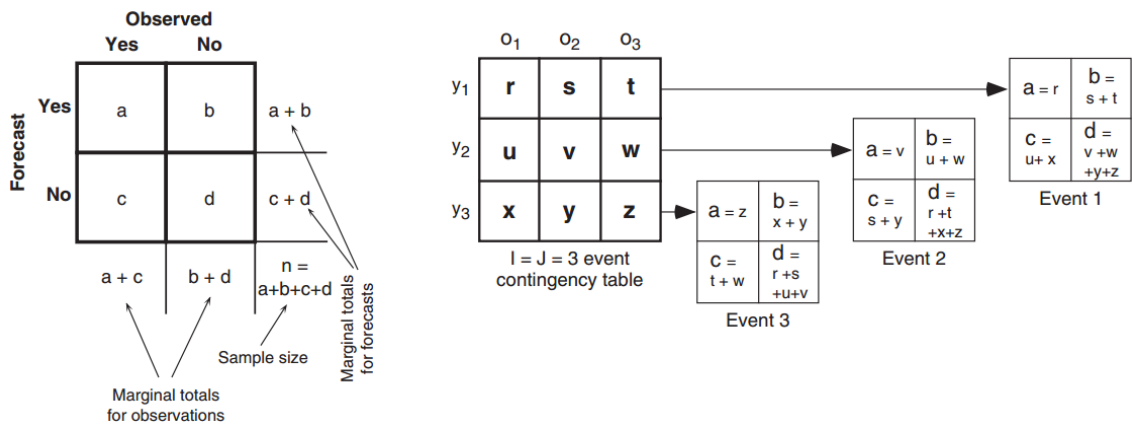 Observed
Yes No
Forecast
Yes
a b a + b
No
c d c + d
a + c b + d n =
a+b+c+d
Marginal totals
for forecasts
Sample size
Marginal totals
for observations
o1 o2 o3
y1 r s t
y2 u v w
y3 x y z
I = J = 3 event
contingency table
a = r b =
s + t
c =
u+ x
d =
v +w
+y+z
Event 1
a = v b =
u + w
c =
s + y
d =
r +t
+x+z
Event 2
a = z b =
x + y
c =
t + w
d =
r +s
+u+v
Event 3